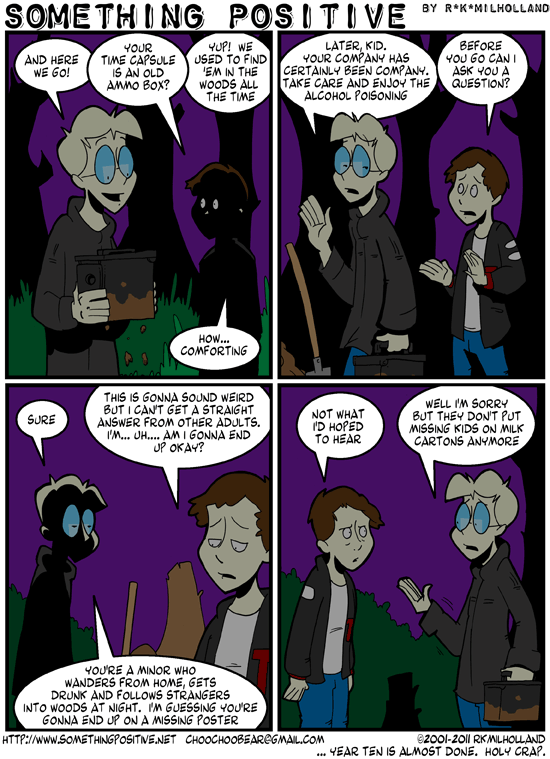 SOMETHING POSITIVE BY R*K*MILHOLLAND
AND HERE
WE GO!
YOUR
TIME CAPSULE
IS AN OLD
AMMO BOX?
YUP! WE
USED TO FIND
'EM IN THE
WOODS ALL
THE TIME
HOW...
COMFORTING
LATER, KID.
YOUR COMPANY HAS
CERTAINLY BEEN COMPANY.
TAKE CARE AND ENJOY THE
ALCOHOL POISONING
BEFORE
YOU GO CAN I
ASK YOU A
QUESTION?
SURE
THIS IS GONNA SOUND WEIRD
BUT I CAN'T GET A STRAIGHT
ANSWER FROM OTHER ADULTS.
I'M... UH.... AM I GONNA END
UP OKAY?
YOU'RE A MINOR WHO
WANDERS FROM HOME, GETS
DRUNK AND FOLLOWS STRANGERS
INTO WOODS AT NIGHT. I'M GUESSING YOU'RE
GONNA END UP ON A MISSING POSTER
NOT WHAT
I'D HOPED
TO HEAR
WELL I'M SORRY
BUT THEY DON'T PUT
MISSING KIDS ON MILK
CARTONS ANYMORE
HTTP://WWW.SOMETHINGPOSITIVE.NET CHOOCHOOBEAR@GMAIL.COM ©2001-2011 RKMILHOLLAND
... YEAR TEN IS ALMOST DONE. HOLY CRAP.